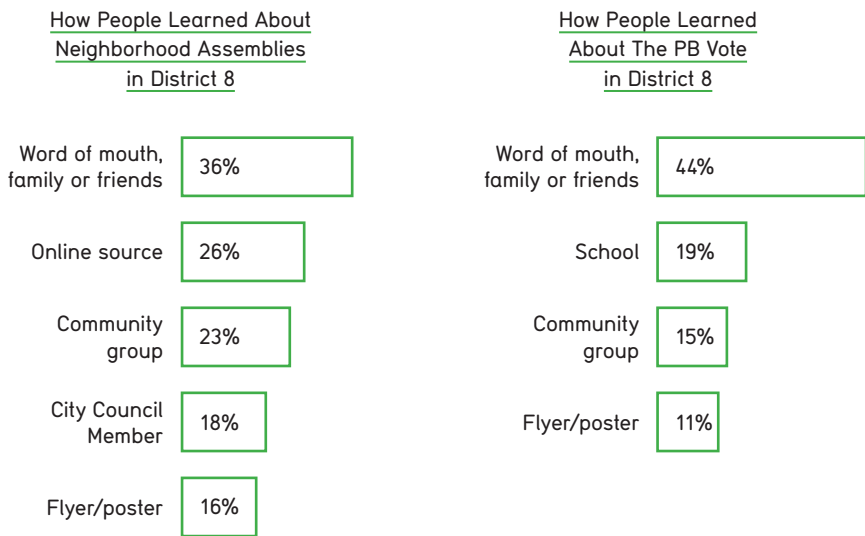 How People Learned About
Neighborhood Assemblies
in District 8
Word of mouth,
family or friends
36%
Online source
26%
Community
group
23%
City Council
Member
18%
Flyer/poster
16%
How People Learned
About The PB Vote
in District 8
Word of mouth,
family or friends
44%
School
19%
Community
group
15%
Flyer/poster
11%